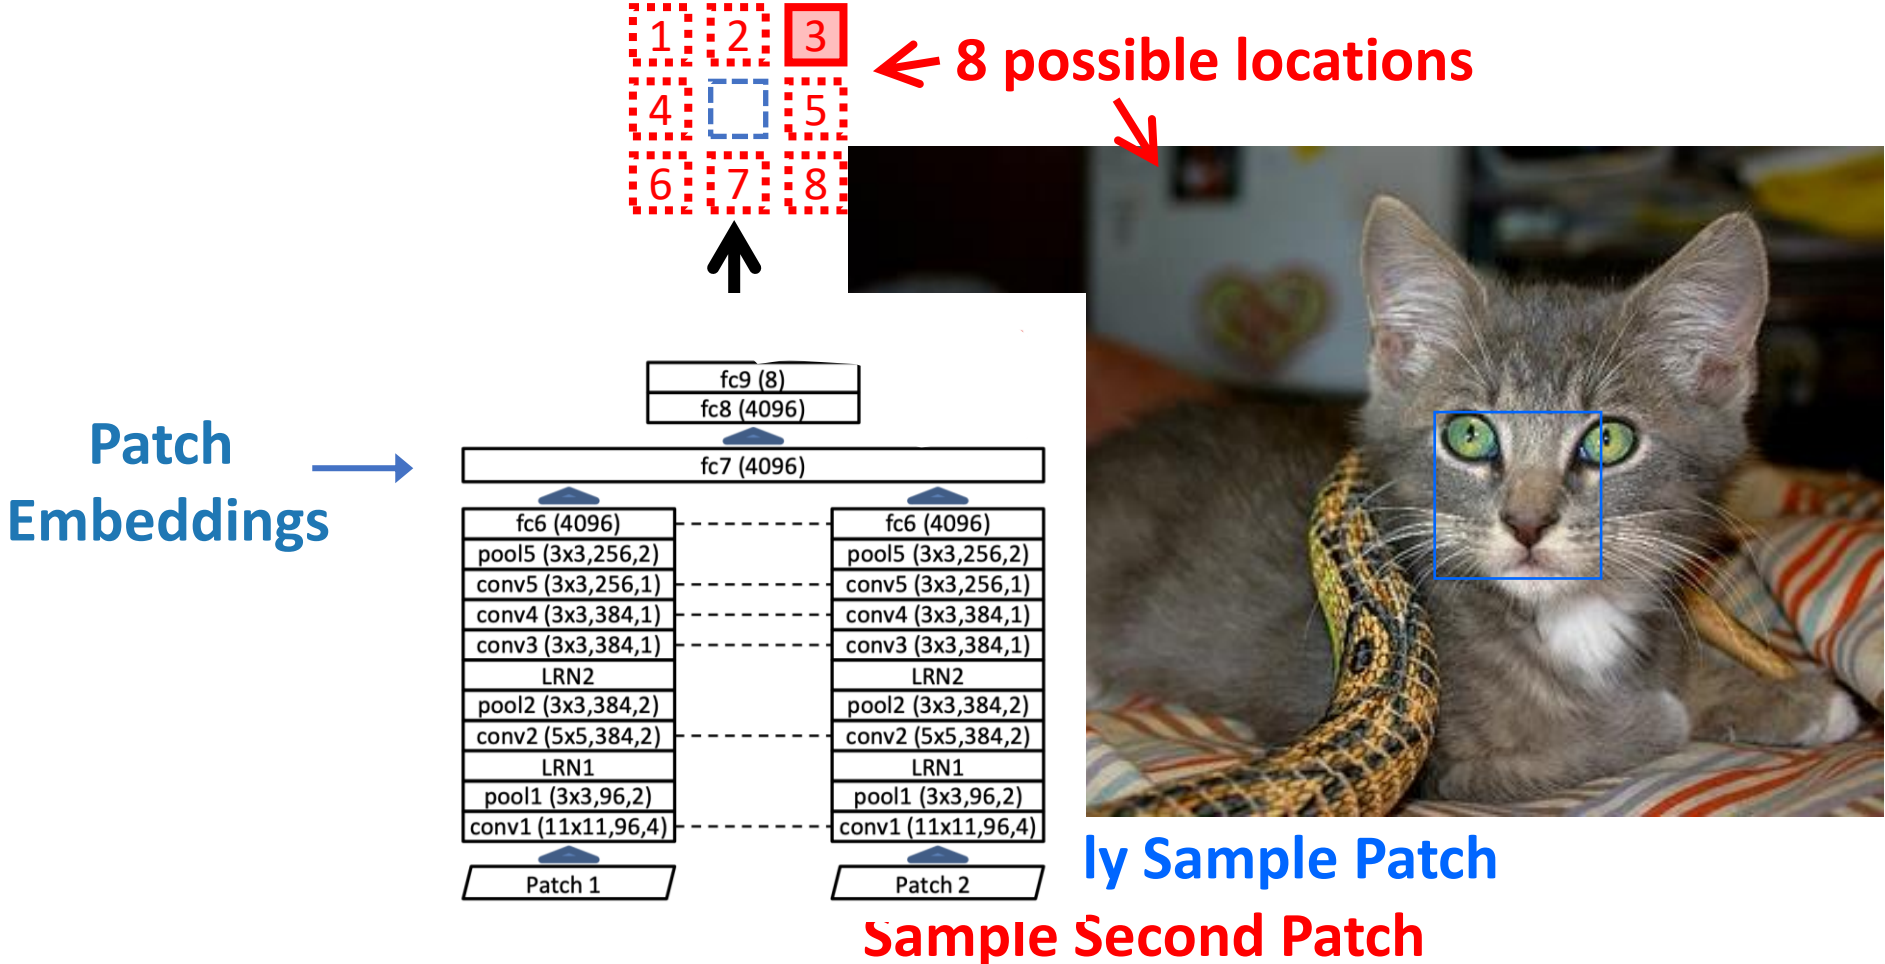 1 2 3
8 possible locations
4 5
6 7 8
fc9 (8)
fc8 (4096)
Patch
Embeddings
fc7 (4096)
fc6 (4096) fc6 (4096)
pool5 (3x3,256,2) pool5 (3x3,256,2)
conv5 (3x3,256,1) conv5 (3x3,256,1)
conv4 (3x3,384,1) conv4 (3x3,384,1)
conv3 (3x3,384,1) conv3 (3x3,384,1)
LRN2 LRN2
pool2 (3x3,384,2) pool2 (3x3,384,2)
conv2 (5x5,384,2) conv2 (5x5,384,2)
LRN1 LRN1
pool1 (3x3,96,2) pool1 (3x3,96,2)
conv1 (11x11,96,4) conv1 (11x11,96,4)
Patch 1 Patch 2
ly Sample Patch
Sample Second Patch